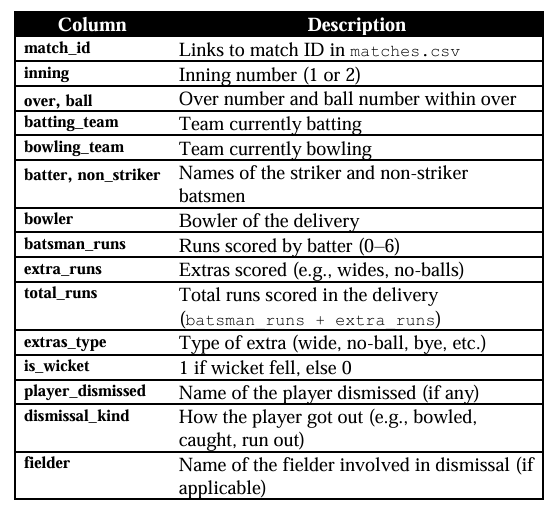 Column Description
match_id Links to match ID in matches.csv
inning Inning number (1 or 2)
over, ball Over number and ball number within over
batting_team Team currently batting
bowling_team Team currently bowling
batter, non_striker Names of the striker and non-striker
batsmen
bowler Bowler of the delivery
batsman_runs Runs scored by batter (0–6)
extra_runs Extras scored (e.g., wides, no-balls)
total_runs Total runs scored in the delivery
(batsman runs + extra runs)
extras_type Type of extra (wide, no-ball, bye, etc.)
is_wicket 1 if wicket fell, else 0
player_dismissed Name of the player dismissed (if any)
dismissal_kind How the player got out (e.g., bowled,
caught, run out)
fielder Name of the fielder involved in dismissal (if
applicable)